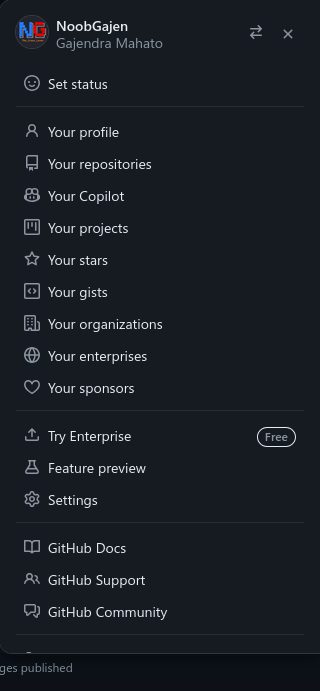 NG
NoobGajen
Gajendra Mahato
Set status
Your profile
Your repositories
Your Copilot
Your projects
Your stars
Your gists
Your organizations
Your enterprises
Your sponsors
Try Enterprise Free
Feature preview
Settings
GitHub Docs
GitHub Support
GitHub Community
ges published